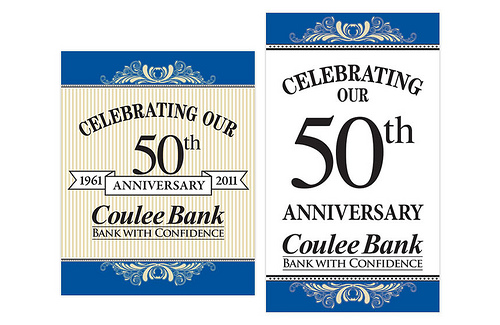 CELEBRATING OUR
50th
1961 ANNIVERSARY 2011
Coulee Bank
BANK WITH CONFIDENCE
CELEBRATING
OUR
50th
ANNIVERSARY
Coulee Bank
BANK WITH CONFIDENCE